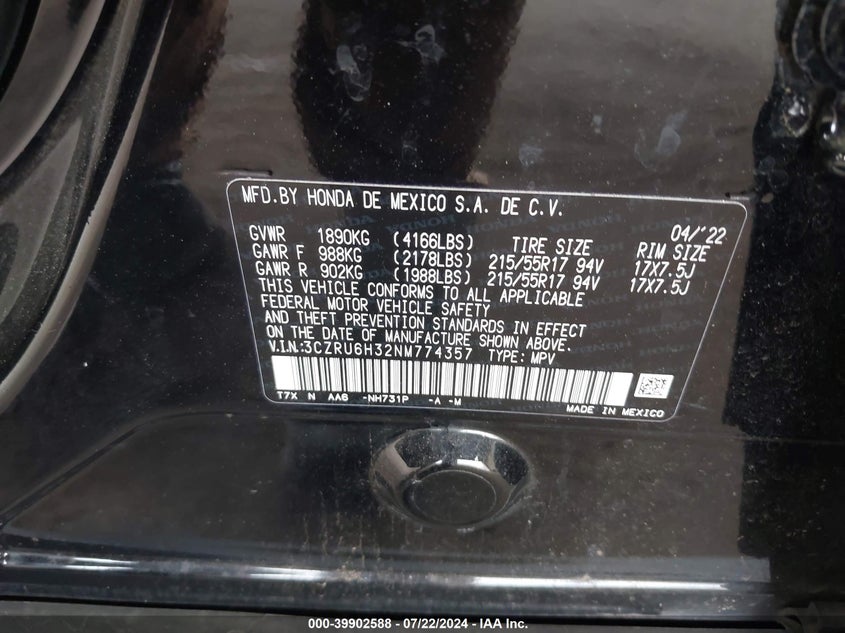 MFD.BY HONDA DE MEXICO S.A. DE C.V.
04/'22
GVWR 1890KG (4166LBS) TIRE SIZE RIM SIZE
GAWR F 988KG (2178LBS) 215/55R17 94V 17X7.5J
GAWR R 902KG (1988LBS) 215/55R17 94V 17X7.5J
THIS VEHICLE CONFORMS TO ALL APPLICABLE
FEDERAL MOTOR VEHICLE SAFETY
AND THEFT PREVENTION STANDARDS IN EFFECT
ON THE DATE OF MANUFACTURE SHOWN ABOVE.
V.I.N:3CZRU6H32NM774357 TYPE: MPV
T7X N AA6 -NH731P -A -M
MADE IN MEXICO
000-39902588 - 07/22/2024 - IAA Inc.